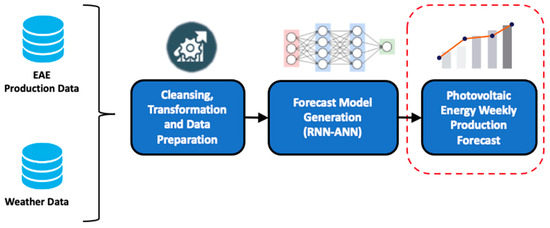 EAE
Production Data
Weather Data
Cleansing,
Transformation
and Data
Preparation
Forecast Model
Generation
(RNN-ANN)
Photovoltaic
Energy Weekly
Production
Forecast